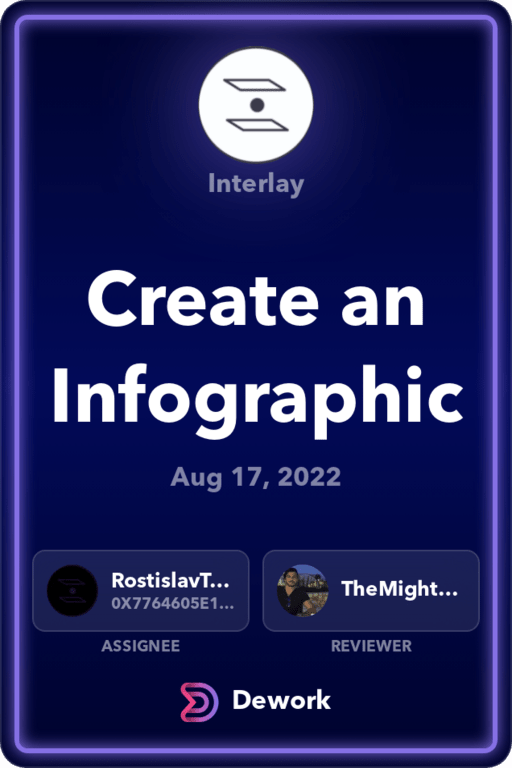 Interlay
Create an
Infographic
Aug 17, 2022
RostislavT...
0X7764605E1...
TheMight...
ASSIGNEE
REVIEWER
Dework